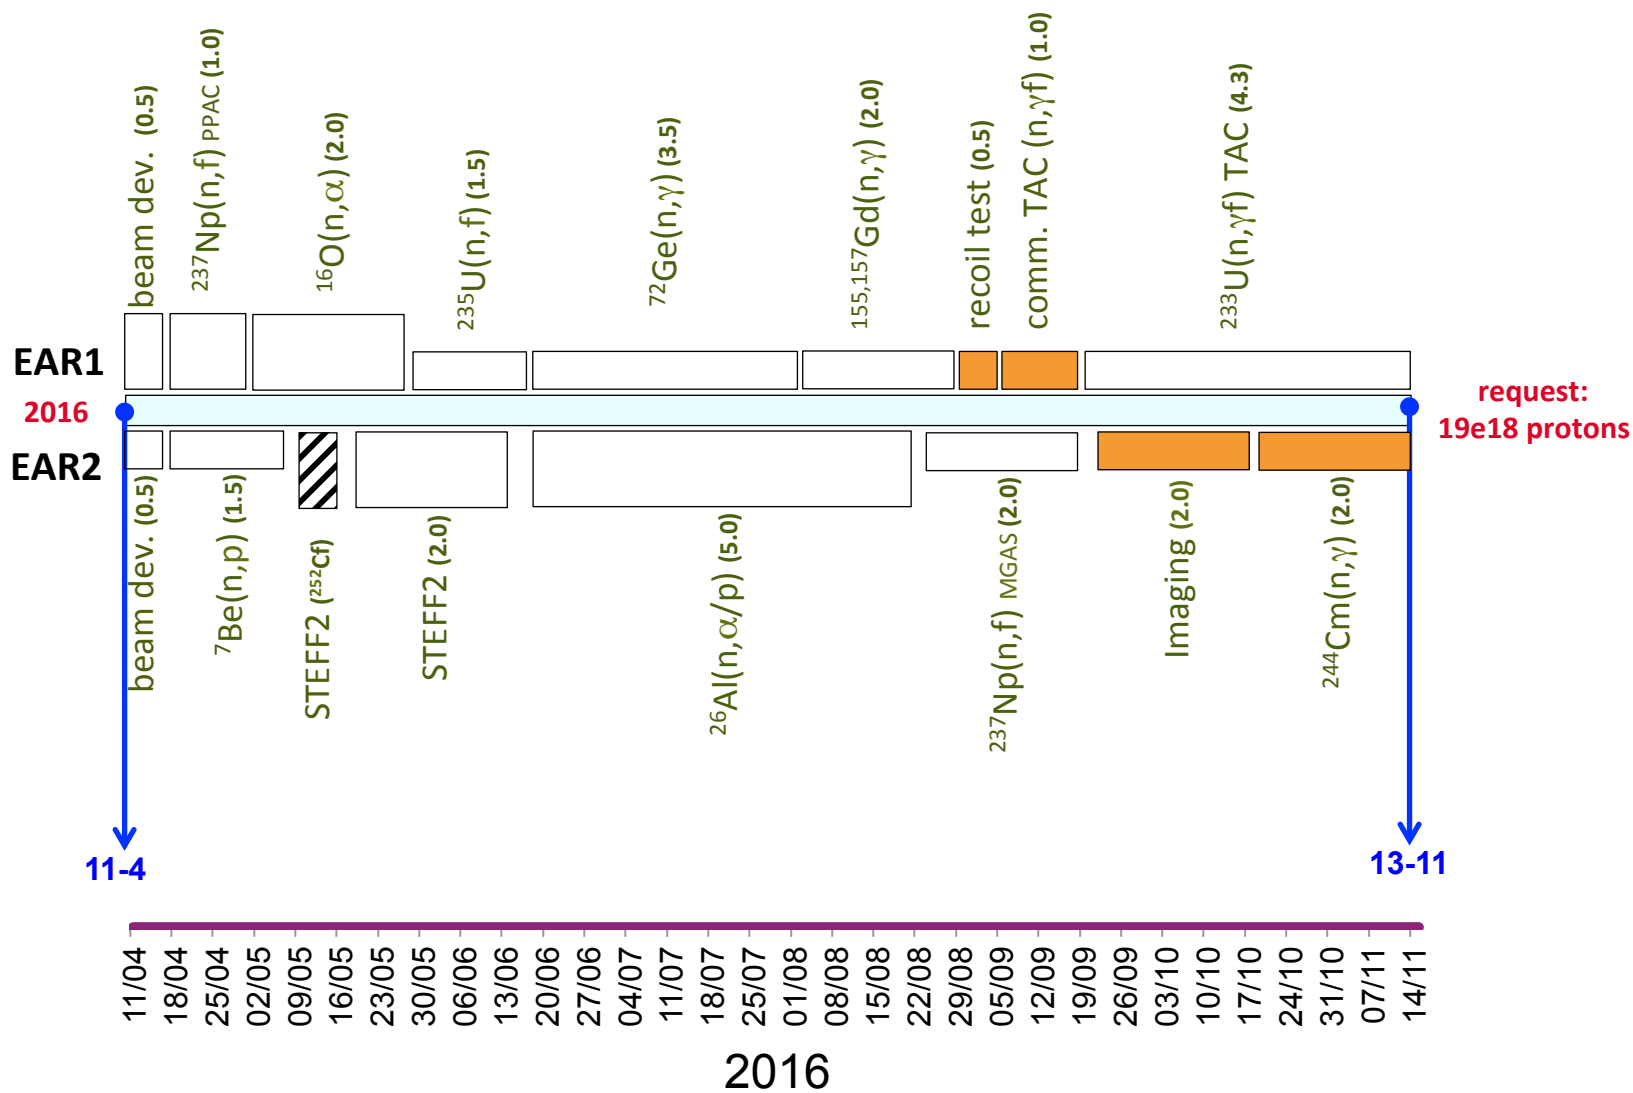 beam dev. (0.5)
²³⁷Np(n,f) PPAC (1.0)
¹⁶O(n,α) (2.0)
²³⁵U(n,f) (1.5)
⁷²Ge(n,γ) (3.5)
¹⁵⁵,¹⁵⁷Gd(n,γ) (2.0)
recoil test (0.5)
comm. TAC (n,γf) (1.0)
²³³U(n,γf) TAC (4.3)
EAR1
2016
EAR2
request:
19e18 protons
beam dev. (0.5)
⁷Be(n,p) (1.5)
STEFF2 (²⁵²Cf)
STEFF2 (2.0)
²⁶Al(n,α/p) (5.0)
²³⁷Np(n,f) MGAS (2.0)
Imaging (2.0)
²⁴⁴Cm(n,γ) (2.0)
11-4
13-11
11/04
18/04
25/04
02/05
09/05
16/05
23/05
30/05
06/06
13/06
20/06
27/06
04/07
11/07
18/07
25/07
01/08
08/08
15/08
22/08
29/08
05/09
12/09
19/09
26/09
03/10
10/10
17/10
24/10
31/10
07/11
14/11
2016